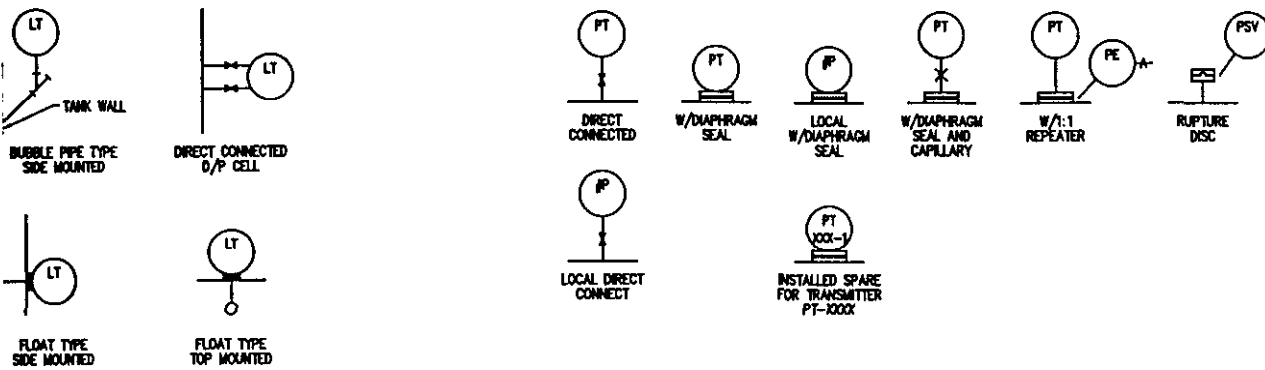 LT
TANK WALL
BUBBLE PIPE TYPE
SIDE MOUNTED
LT
DIRECT CONNECTED
D/P CELL
PT
DIRECT
CONNECTED
PT
W/DIAPHRAGM
SEAL
LOCAL
W/DIAPHRAGM
SEAL
PT
W/DIAPHRAGM
SEAL AND
CAPILLARY
PT
PE
A
W/1:1
REPEATER
PSV
RUPTURE
DISC
LT
FLOAT TYPE
SIDE MOUNTED
LT
FLOAT TYPE
TOP MOUNTED
LOCAL DIRECT
CONNECT
PT
XXX-1
INSTALLED SPARE
FOR TRANSMITTER
PT-XXXX